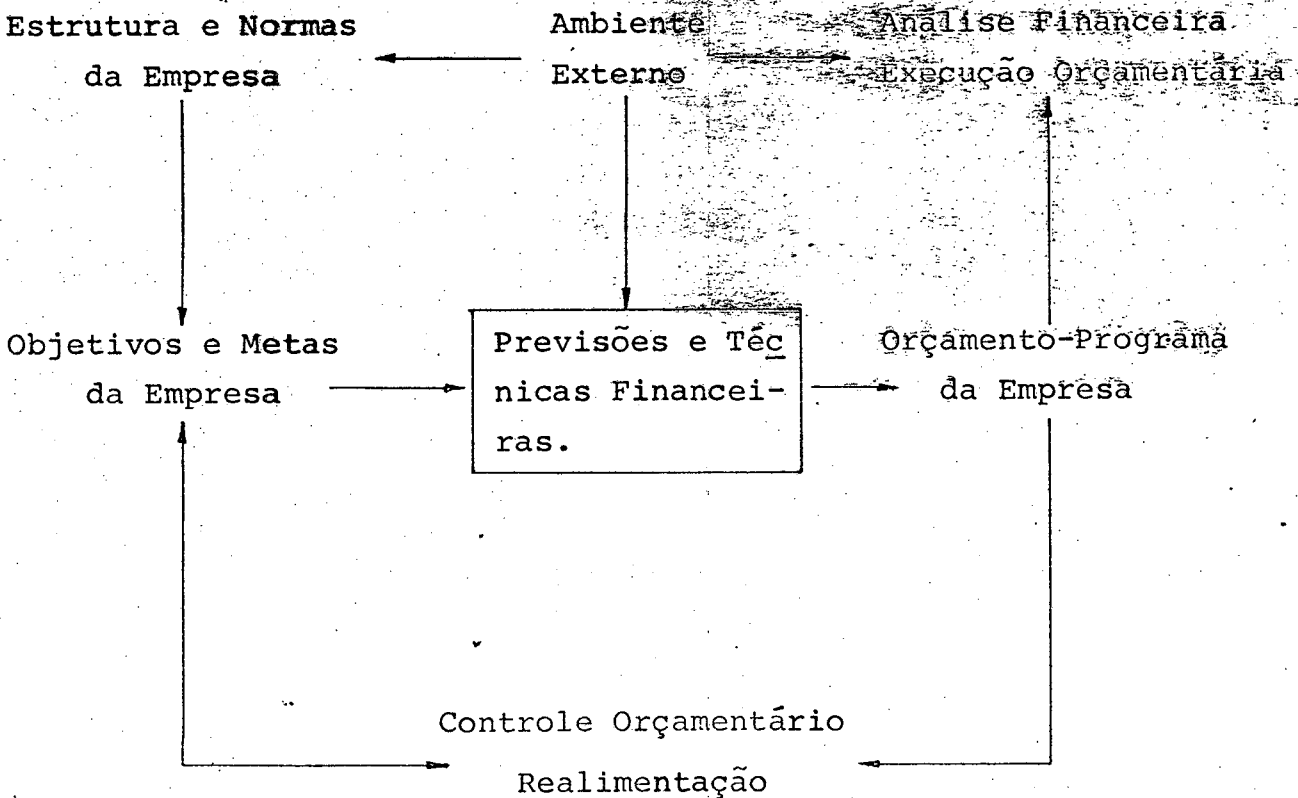 Estrutura e Normas
da Empresa
Ambiente
Externo
Análise Financeira
Execução Orçamentária
Objetivos e Metas
da Empresa
Previsões e Téc
nicas Financei-
ras.
Orçamento-Programa
da Empresa
Controle Orçamentário
Realimentação